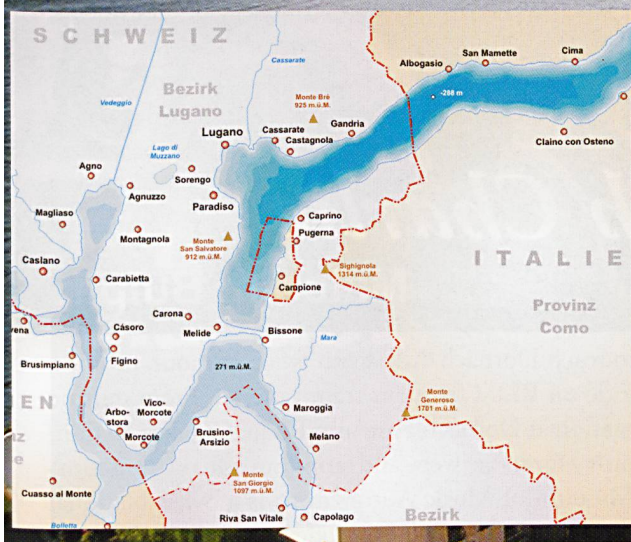 SCHWEIZ
Cassarate
Albogasio
San Mamette
Cima
Bezirk
Lugano
Vedeggio
Monte Brè
925 m.ü.M.
-288 m
Lugano
Cassarate
Castagnola
Gandria
Claino con Osteno
Lago di
Muzzano
Agno
Sorengo
Agnuzzo
Paradiso
Magliaso
Montagnola
Caprino
Pugerna
Monte
San Salvatore
912 m.ü.M.
ITALIE
Caslano
Carabietta
Sighignola
1314 m.ü.M.
Campione
Provinz
Como
vena
Carona
Cásoro
Melide
Bissone
Mara
Brusimpiano
Figino
271 m.ü.M.
EN
Vico-
Morcote
Arbo-
stora
Morcote
Brusino-
Arsizio
Maroggia
Monte
Generoso
1701 m.ü.M.
nz
e
Melano
Cuasso al Monte
Monte
San Giorgio
1097 m.ü.M.
Bolletta
Riva San Vitale
Capolago
Bezirk